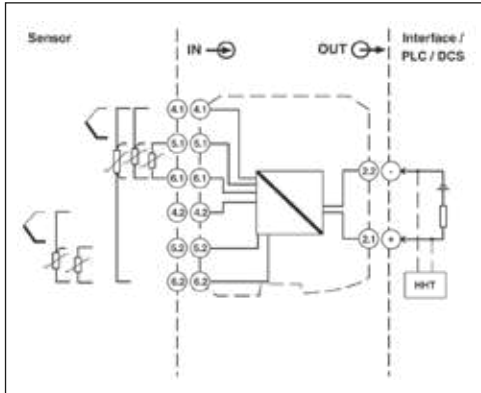 Sensor
IN
OUT
Interface /
PLC / DCS
4.1 4.1
5.1 5.1
6.1 6.1
4.2 4.2
5.2 5.2
6.2 6.2
2.2 -
2.1 +
HHT